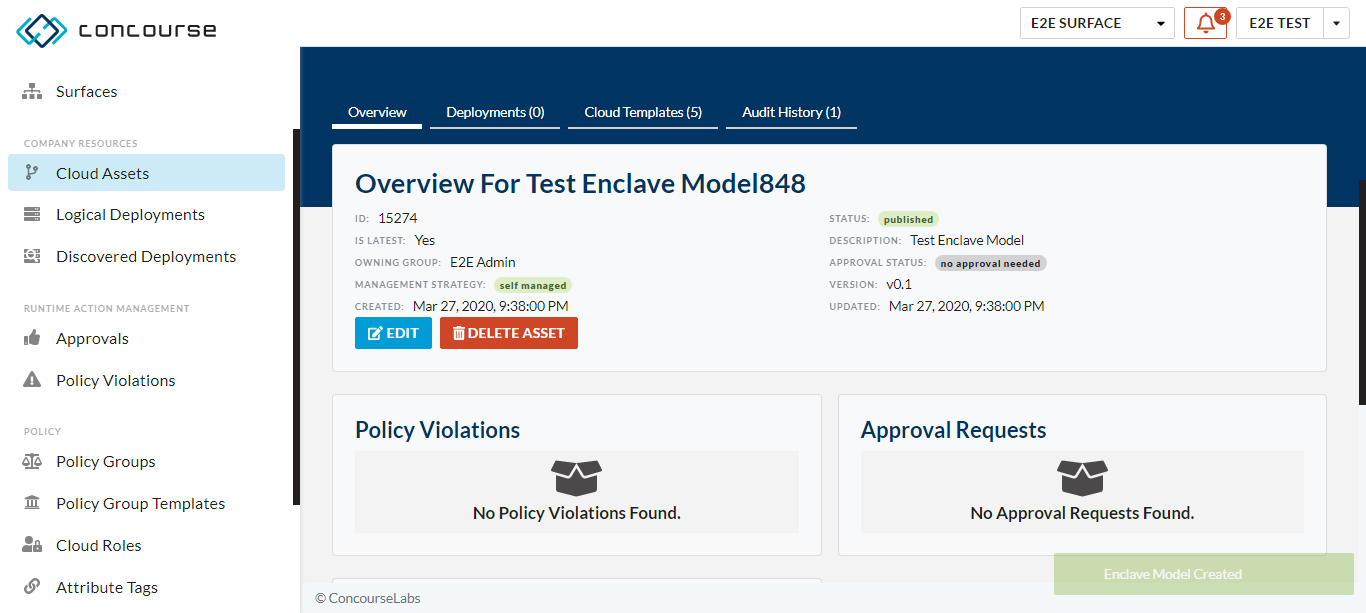 concourse
E2E SURFACE
3
E2E TEST
Surfaces
COMPANY RESOURCES
Cloud Assets
Logical Deployments
Discovered Deployments
RUNTIME ACTION MANAGEMENT
Approvals
Policy Violations
POLICY
Policy Groups
Policy Group Templates
Cloud Roles
Attribute Tags
Overview
Deployments (0)
Cloud Templates (5)
Audit History (1)
Overview For Test Enclave Model848
ID: 15274
IS LATEST: Yes
OWNING GROUP: E2E Admin
MANAGEMENT STRATEGY: self managed
CREATED: Mar 27, 2020, 9:38:00 PM
STATUS: published
DESCRIPTION: Test Enclave Model
APPROVAL STATUS: no approval needed
VERSION: v0.1
UPDATED: Mar 27, 2020, 9:38:00 PM
EDIT
DELETE ASSET
Policy Violations
No Policy Violations Found.
Approval Requests
No Approval Requests Found.
Enclave Model Created
© ConcourseLabs